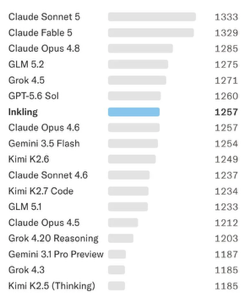 Claude Sonnet 5 1333
Claude Fable 5 1329
Claude Opus 4.8 1285
GLM 5.2 1275
Grok 4.5 1271
GPT-5.6 Sol 1260
Inkling 1257
Claude Opus 4.6 1257
Gemini 3.5 Flash 1254
Kimi K2.6 1249
Claude Sonnet 4.6 1237
Kimi K2.7 Code 1234
GLM 5.1 1233
Claude Opus 4.5 1212
Grok 4.20 Reasoning 1203
Gemini 3.1 Pro Preview 1187
Grok 4.3 1185
Kimi K2.5 (Thinking) 1185